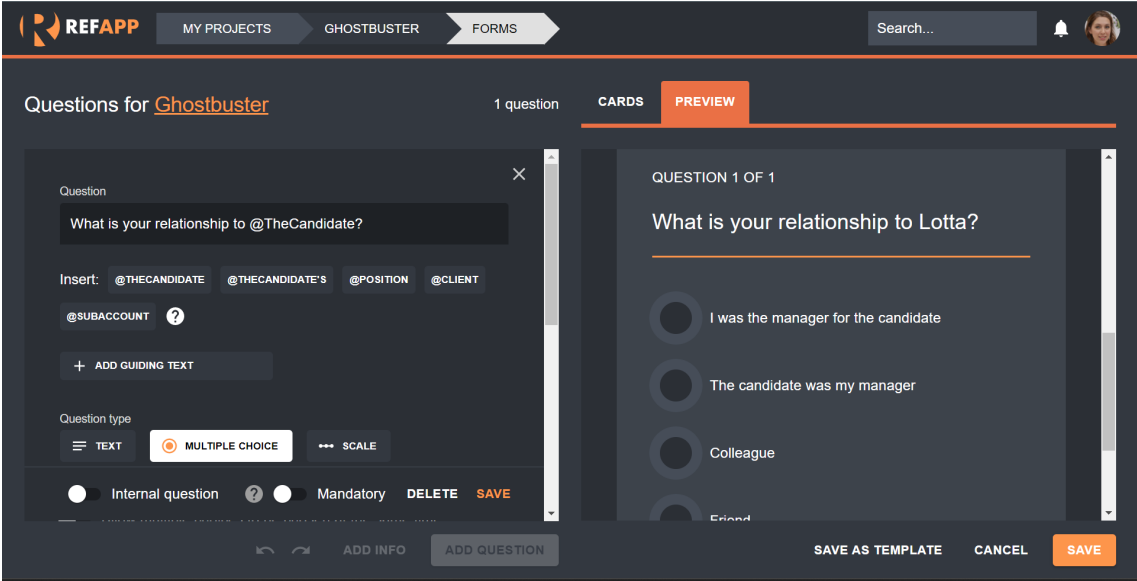 REFAPP
MY PROJECTS
GHOSTBUSTER
FORMS
Search...
Questions for Ghostbuster
1 question
CARDS
PREVIEW
Question
What is your relationship to @TheCandidate?
Insert: @THECANDIDATE @THECANDIDATE'S @POSITION @CLIENT
@SUBACCOUNT ?
+ ADD GUIDING TEXT
Question type
TEXT
MULTIPLE CHOICE
SCALE
Internal question ? Mandatory DELETE SAVE
ADD INFO
ADD QUESTION
QUESTION 1 OF 1
What is your relationship to Lotta?
I was the manager for the candidate
The candidate was my manager
Colleague
Friend
SAVE AS TEMPLATE
CANCEL
SAVE